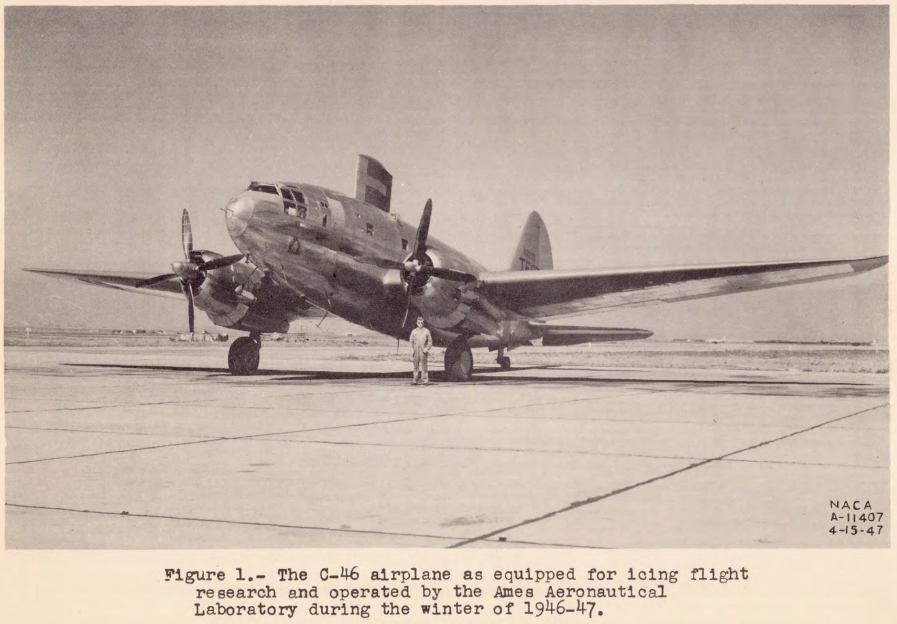 NACA
A-11407
4-15-47
Figure 1.- The C-46 airplane as equipped for icing flight
research and operated by the Ames Aeronautical
Laboratory during the winter of 1946-47.